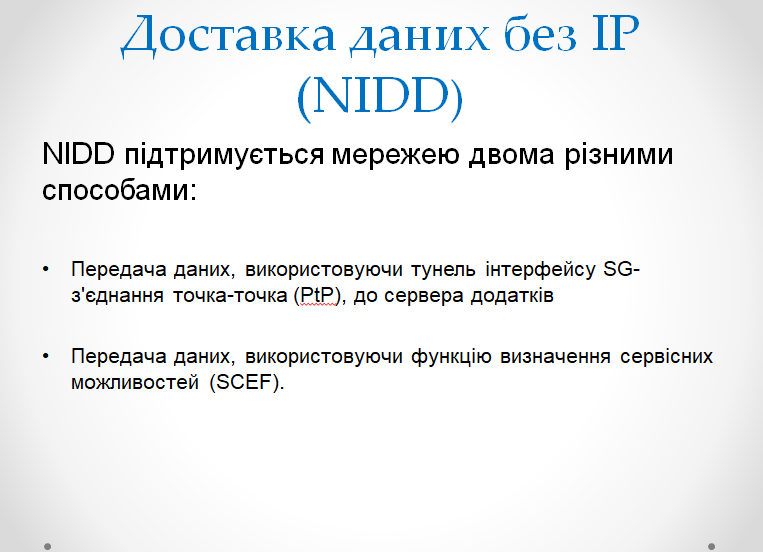 Доставка даних без IP
(NIDD)
NIDD підтримується мережею двома різними
способами:
• Передача даних, використовуючи тунель інтерфейсу SG-
з'єднання точка-точка (PtP), до сервера додатків
• Передача даних, використовуючи функцію визначення сервісних
можливостей (SCEF).